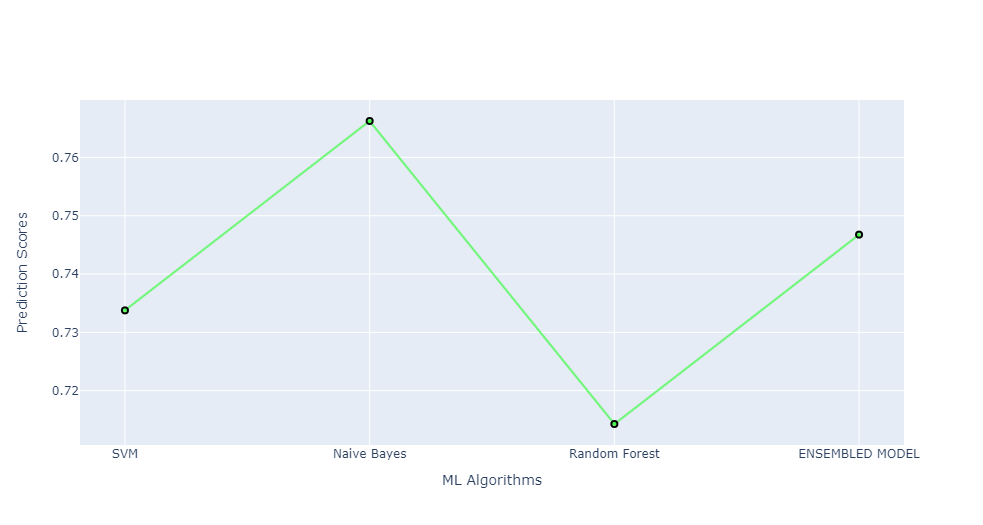 Prediction Scores
0.76
0.75
0.74
0.73
0.72
SVM
Naive Bayes
Random Forest
ENSEMBLED MODEL
ML Algorithms